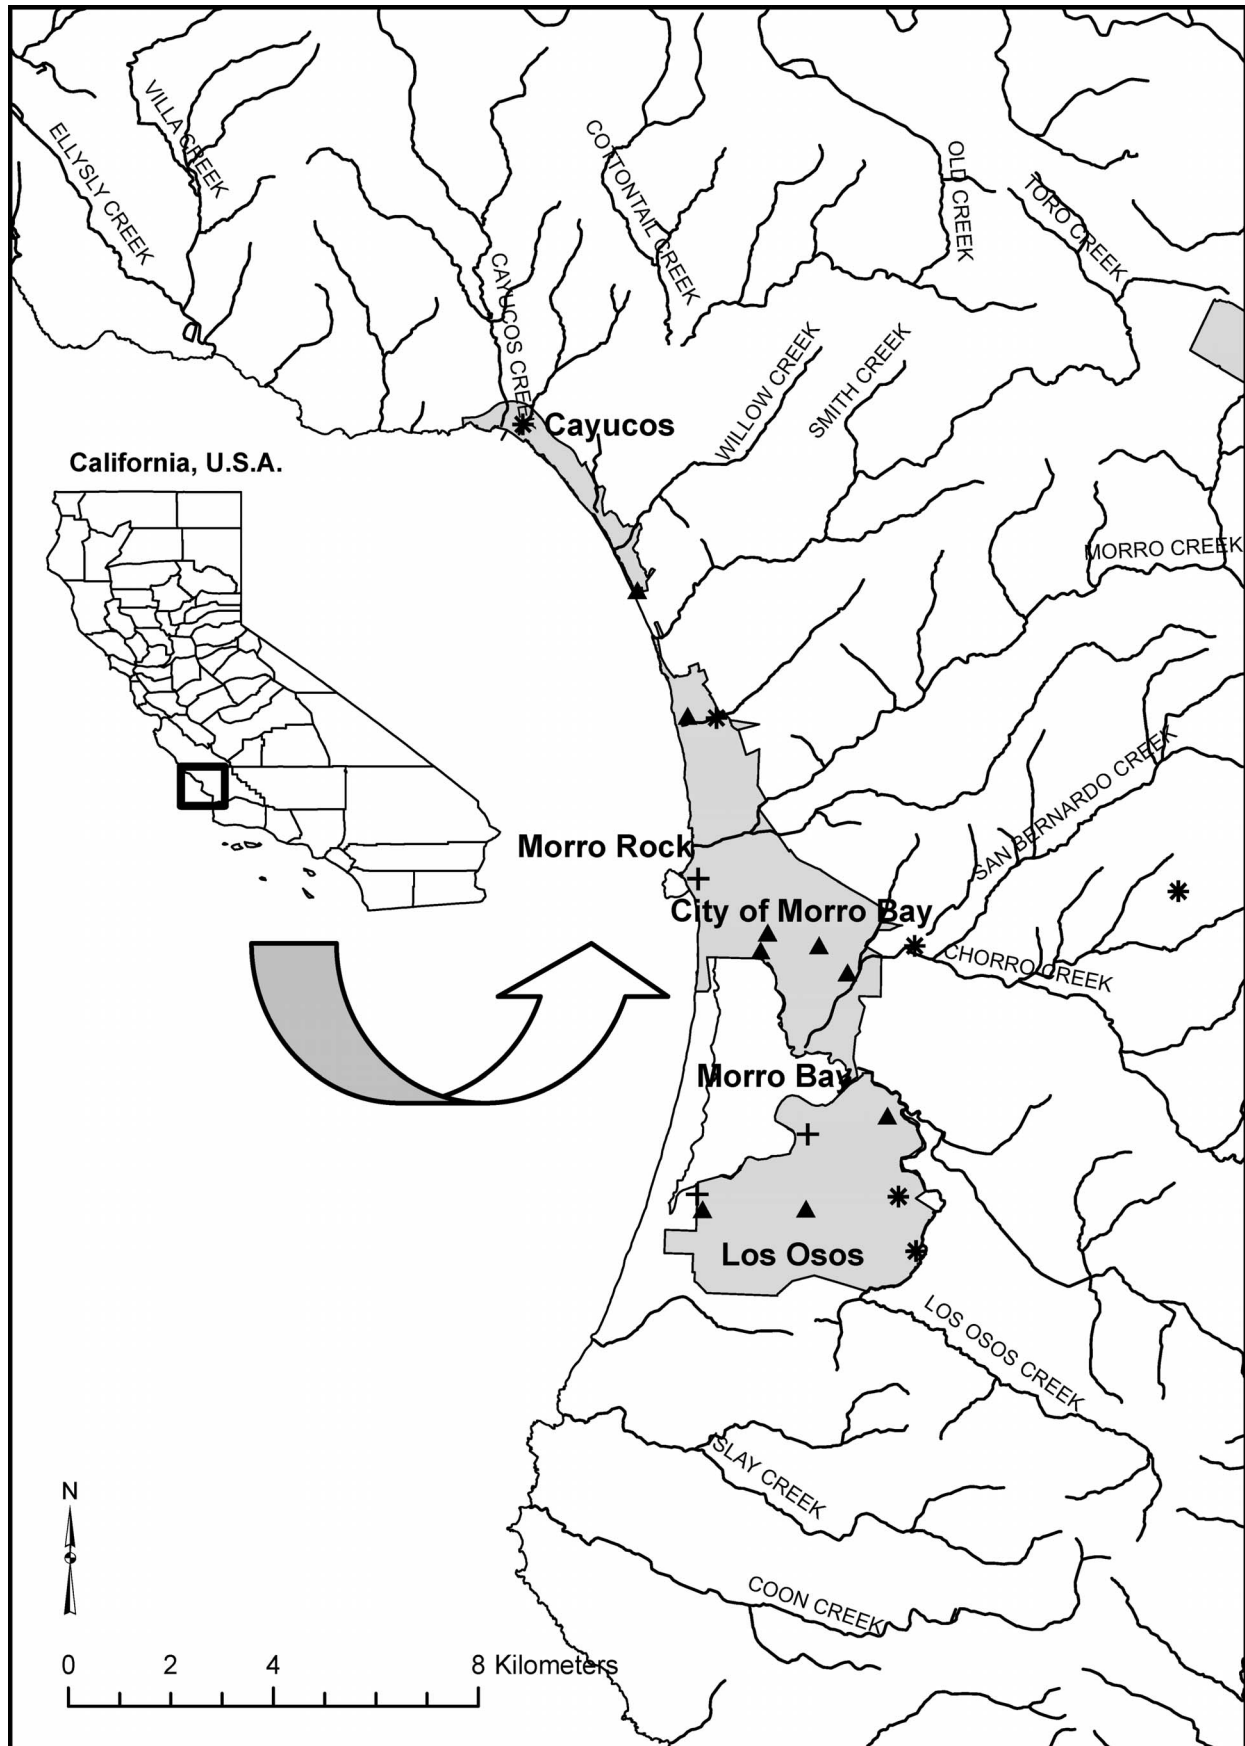 VILLA CREEK
ELLYSLY CREEK
COTTONTAIL CREEK
OLD CREEK
TORO CREEK
CAYUCOS CREE
WILLOW CREEK
SMITH CREEK
Cayucos
California, U.S.A.
MORRO CREEK
SAN BERNARDO CREEK
Morro Rock
City of Morro Bay
CHORRO CREEK
Morro Bay
Los Osos
LOS OSOS CREEK
ISLAY CREEK
N
COON CREEK
0 2 4 8 Kilometers